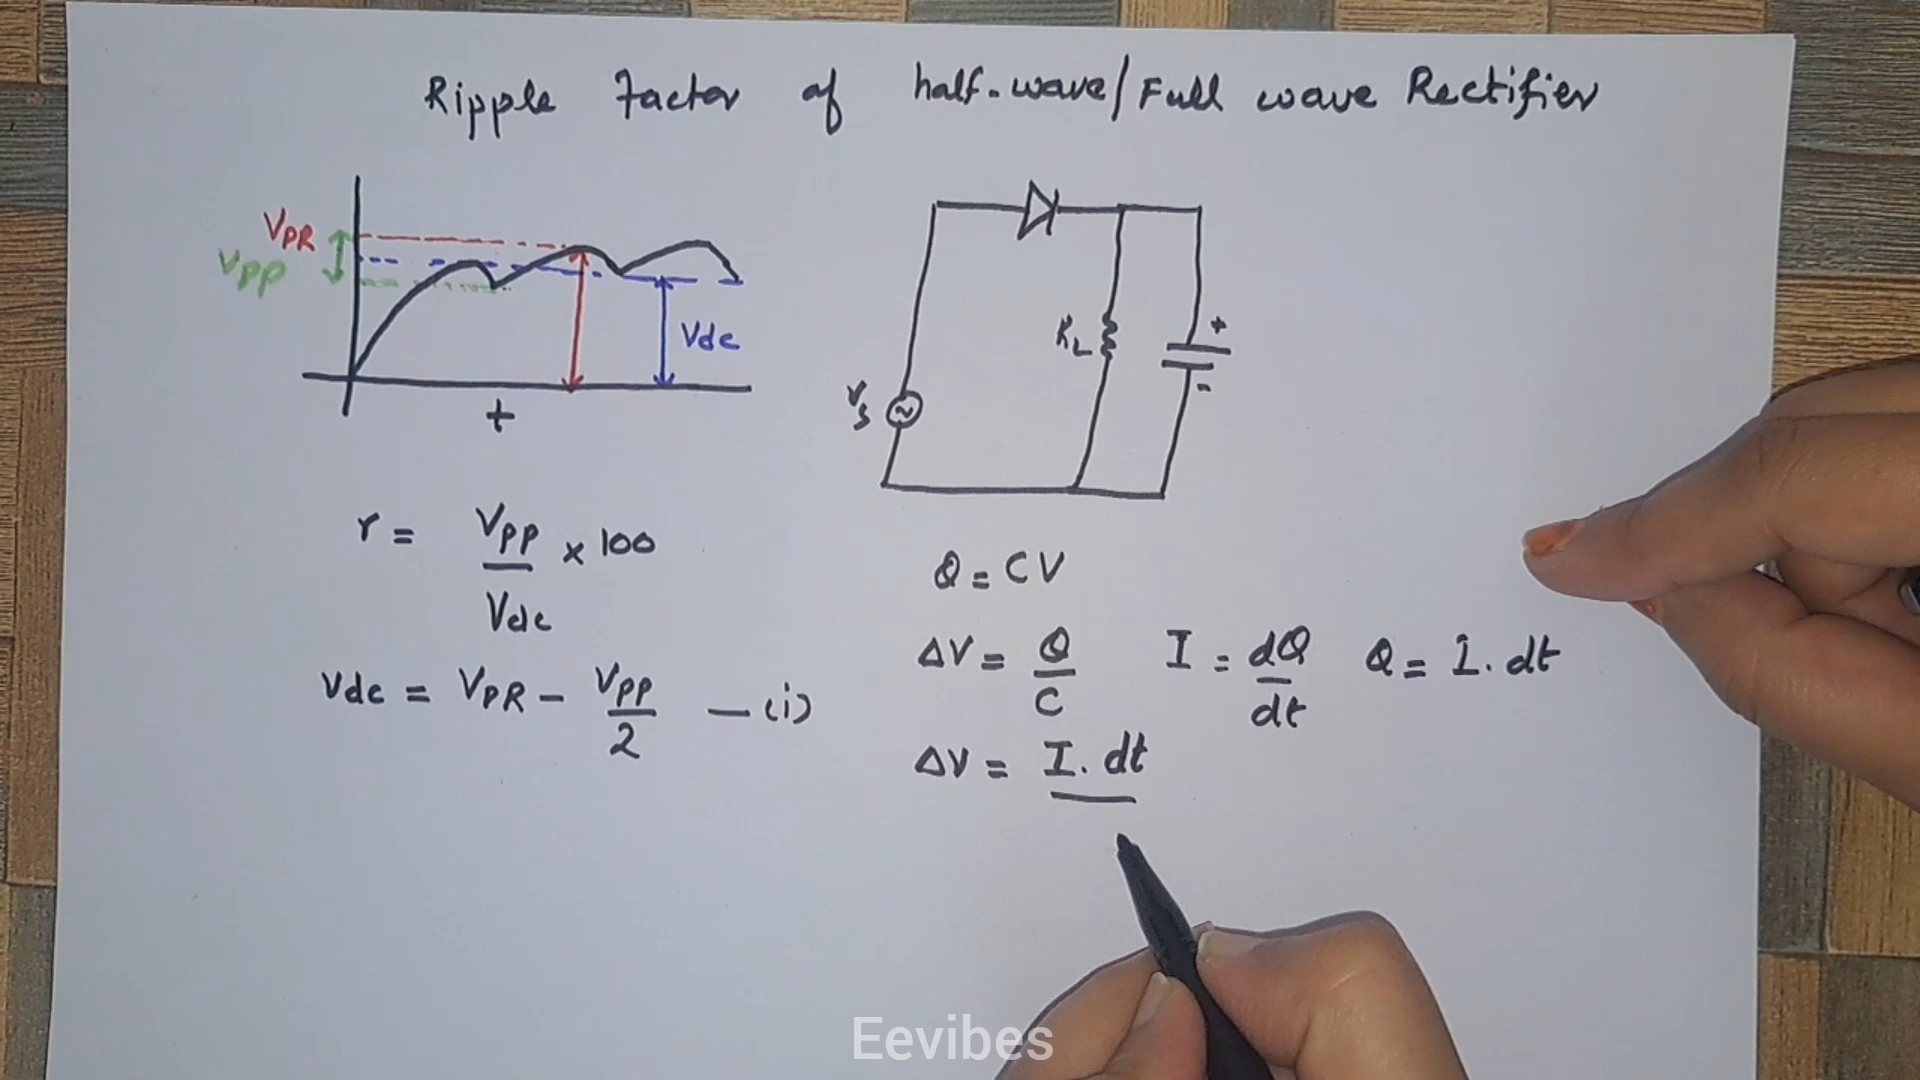 Ripple Factor of half-wave/Full wave Rectifier
VPR
VPP
Vdc
t
Vs
RL
+
-
r = VPP/Vdc × 100
Vdc = VPR - VPP/2 —(i)
Q = CV
ΔV = Q/C I = dQ/dt Q = I. dt
ΔV = I. dt
Eevibes